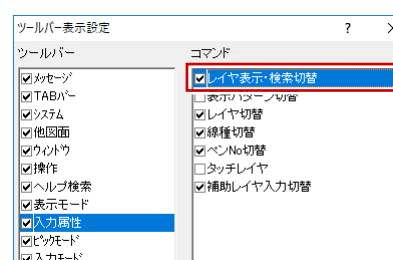 ツールバー表示設定 ?
ツールバー
メッセージ
TABバー
システム
他図面
ウィンドウ
操作
ヘルプ検索
表示モード
入力属性
ピックモード
入力モード
コマンド
レイヤ表示・検索切替
表示パターン切替
レイヤ切替
線種切替
ペンNo切替
タッチレイヤ
補助レイヤ入力切替